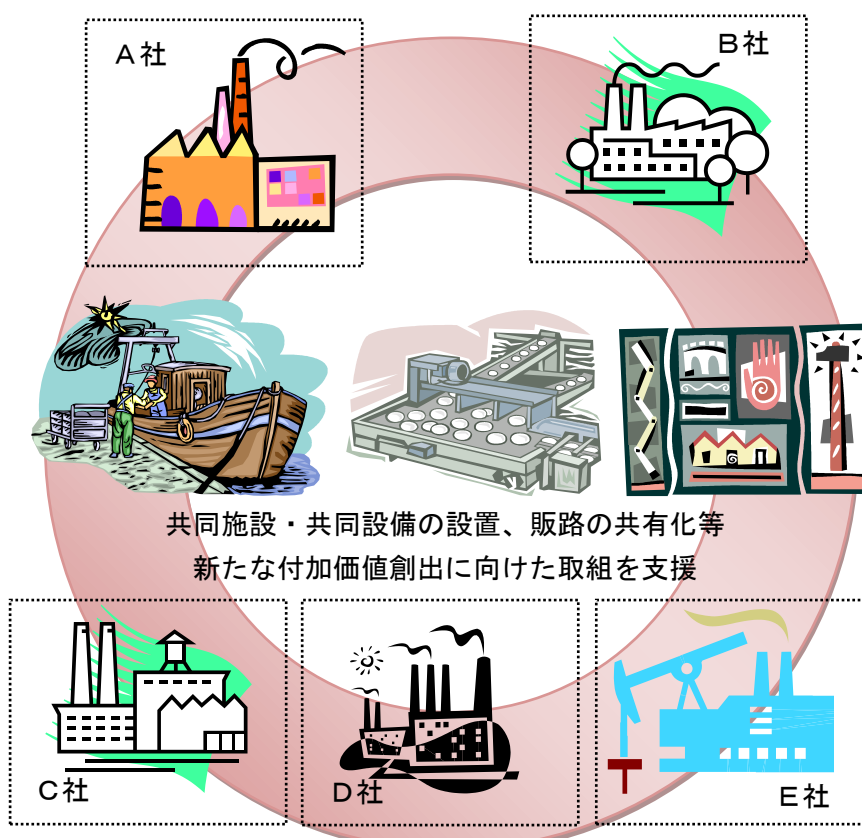 A社
B社
共同施設・共同設備の設置、販路の共有化等
新たな付加価値創出に向けた取組を支援
C社
D社
E社